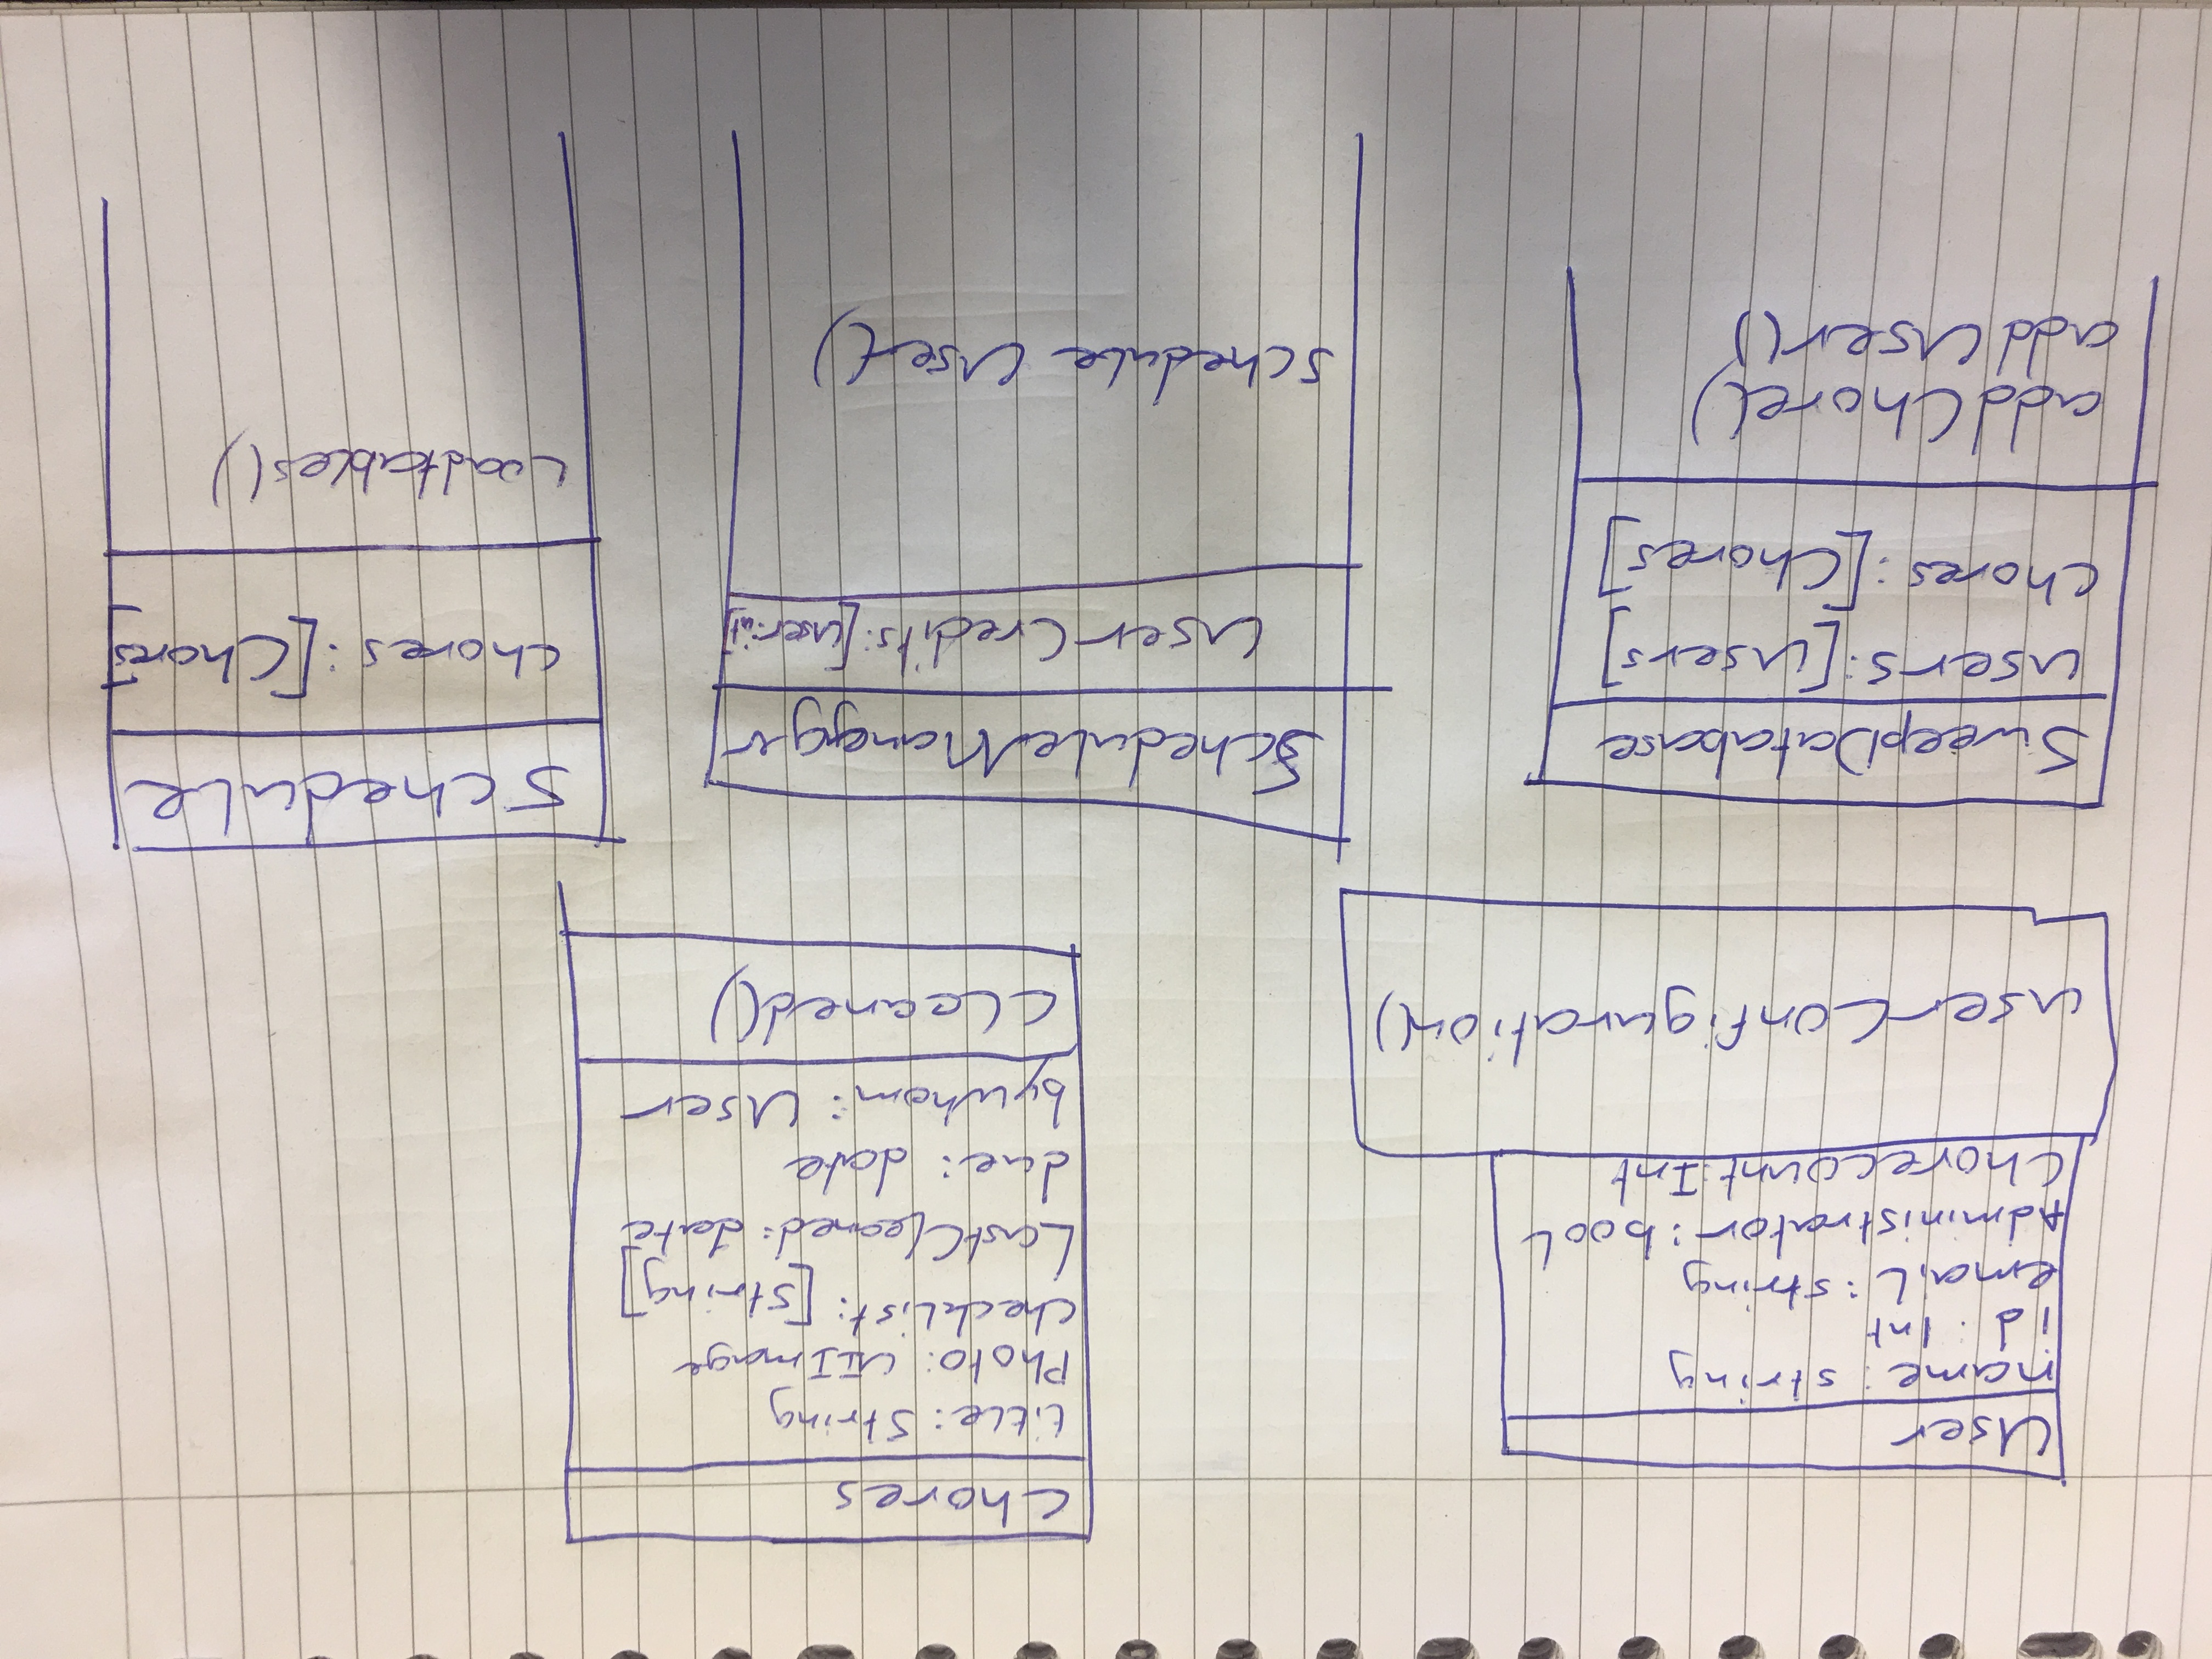 User
name: string
id: Int
email: string
Administrator: bool
Chorecount: Int
userConfiguration()
Chores
title: String
Photo: UIImage
checkList: [String]
LastCleaned: date
due: date
bywhom: User
cleaned()
SweepDatabase
users: [Users]
chores: [Chores]
addChore()
addUser()
ScheduleManager
userCredits: [User:int]
schedule User()
Schedule
chores: [Chores]
Loadtables()